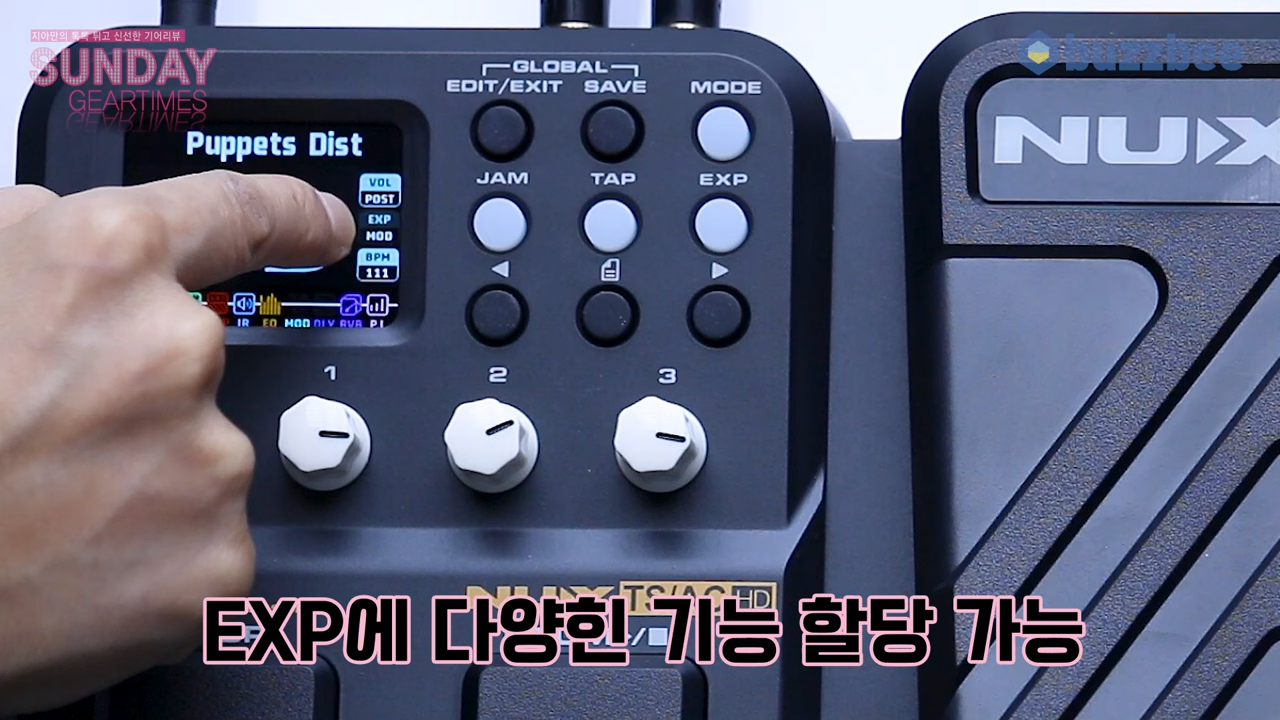 지아만의 톡톡 튀고 신선한 기어리뷰
SUNDAY
GEARTIMES
buzzbee
GLOBAL
EDIT/EXIT SAVE MODE
NUX
Puppets Dist
JAM TAP EXP
VOL
POST
EXP
MOD
BPM
111
IR EQ MOD DLY RVB P.L
1 2 3
NUX TS/AC HD
EXP에 다양힌 기능 할당 가능